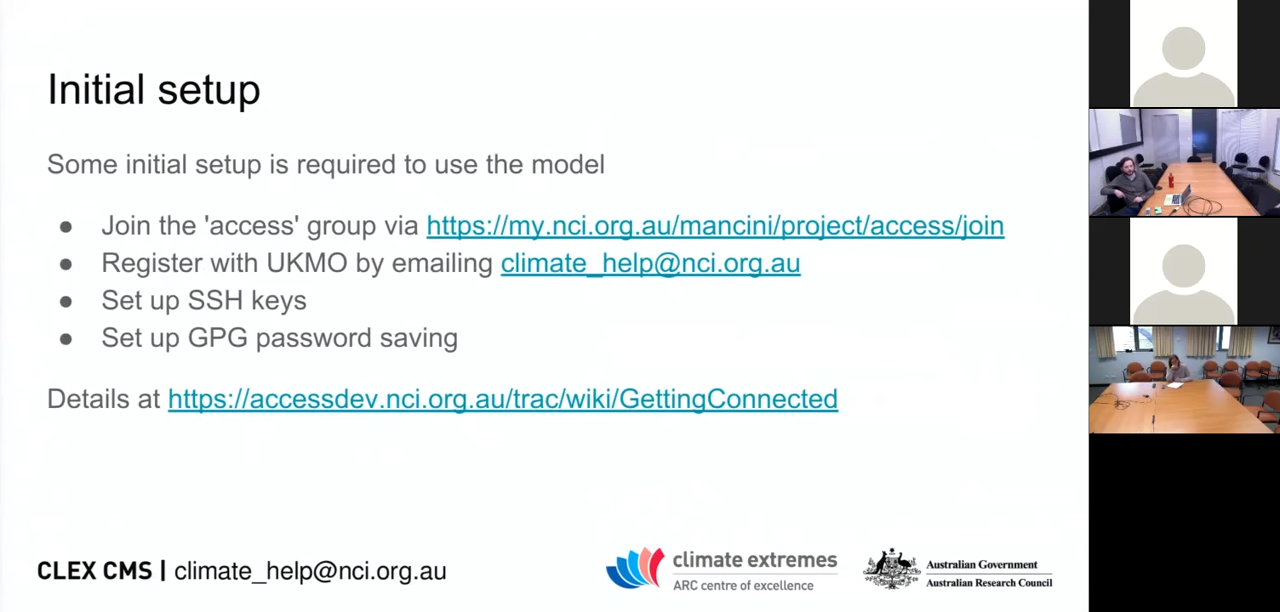 Initial setup
Some initial setup is required to use the model
● Join the 'access' group via https://my.nci.org.au/mancini/project/access/join
● Register with UKMO by emailing climate_help@nci.org.au
● Set up SSH keys
● Set up GPG password saving
Details at https://accessdev.nci.org.au/trac/wiki/GettingConnected
CLEX CMS | climate_help@nci.org.au
climate extremes
ARC centre of excellence
Australian Government
Australian Research Council